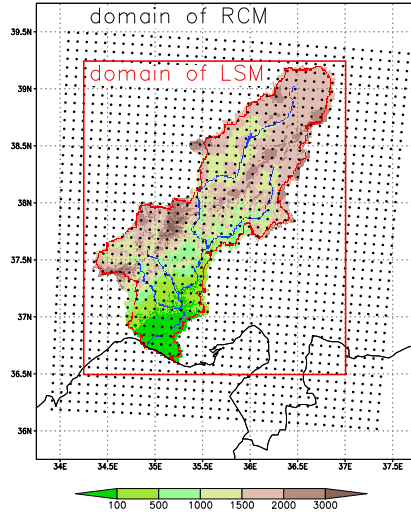 domain of RCM
39.5N
domain of LSM
39N
38.5N
38N
37.5N
37N
36.5N
36N
34E 34.5E 35E 35.5E 36E 36.5E 37E 37.5E
100 500 1000 1500 2000 3000